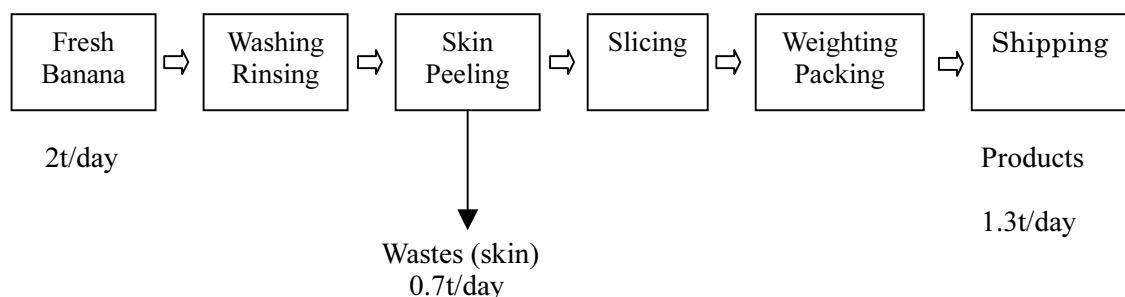 Fresh
Banana
Washing
Rinsing
Skin
Peeling
Slicing
Weighting
Packing
Shipping
2t/day
Products
1.3t/day
Wastes (skin)
0.7t/day